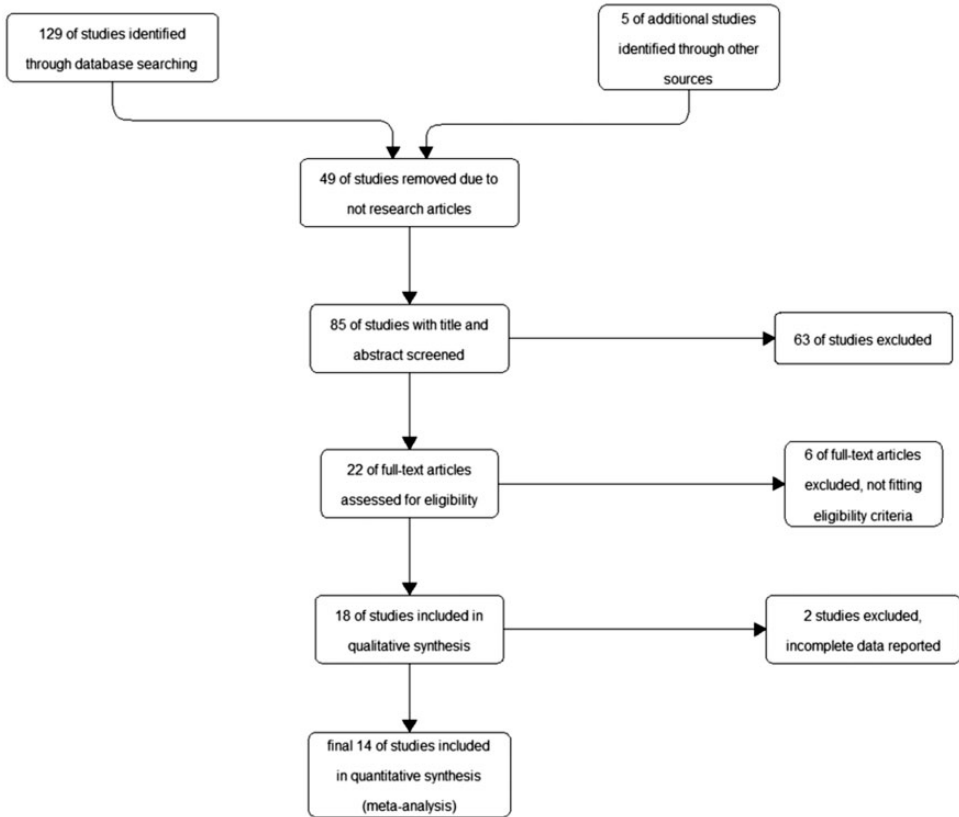 129 of studies identified
through database searching
5 of additional studies
identified through other
sources
49 of studies removed due to
not research articles
85 of studies with title and
abstract screened
63 of studies excluded
22 of full-text articles
assessed for eligibility
6 of full-text articles
excluded, not fitting
eligibility criteria
18 of studies included in
qualitative synthesis
2 studies excluded,
incomplete data reported
final 14 of studies included
in quantitative synthesis
(meta-analysis)